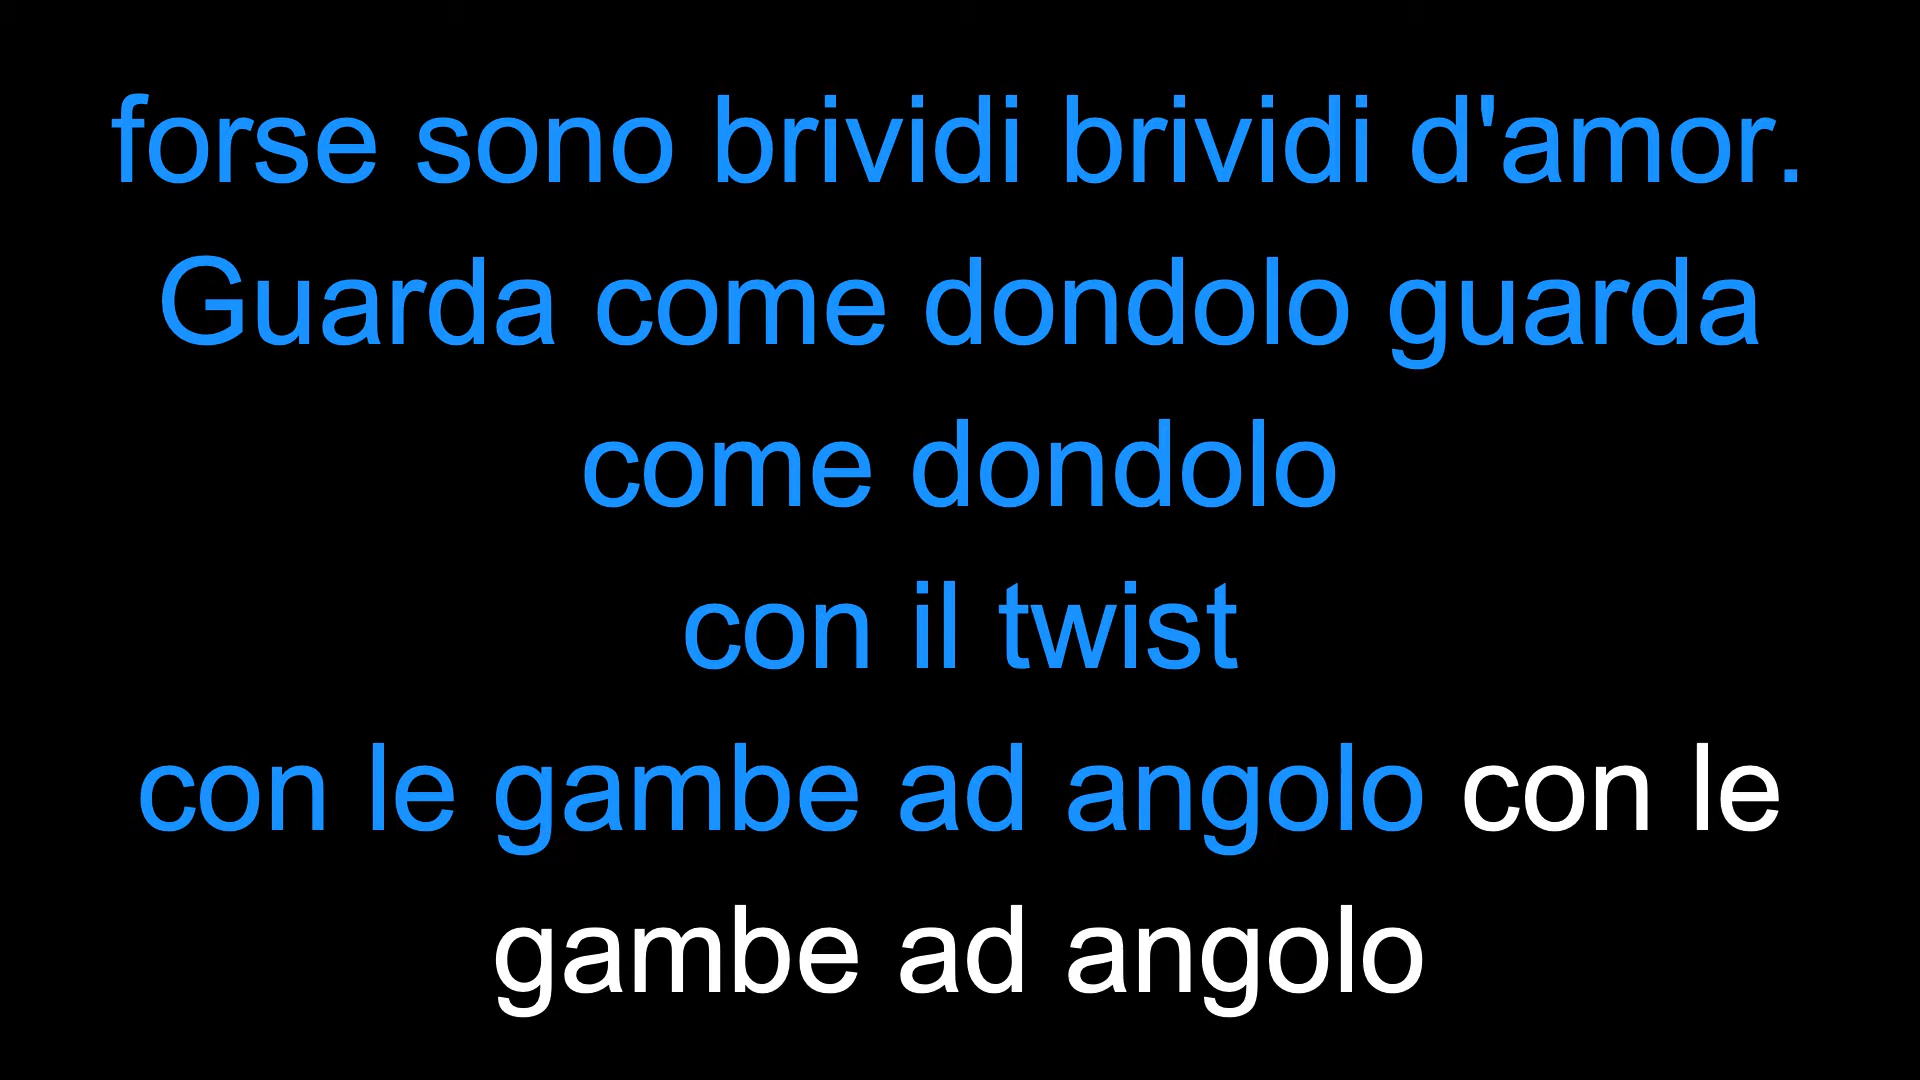 forse sono brividi brividi d'amor.
Guarda come dondolo guarda
come dondolo
con il twist
con le gambe ad angolo con le
gambe ad angolo